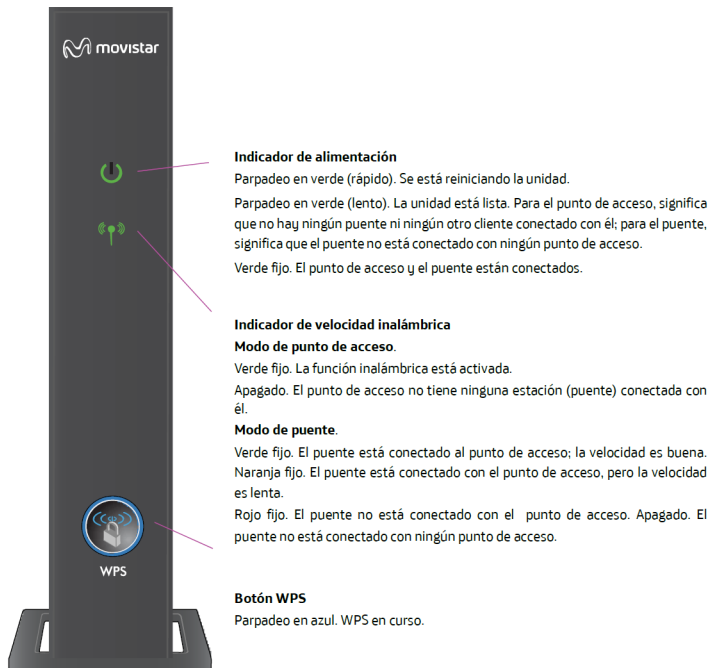 movistar
Indicador de alimentación
Parpadeo en verde (rápido). Se está reiniciando la unidad.
Parpadeo en verde (lento). La unidad está lista. Para el punto de acceso, significa
que no hay ningún puente ni ningún otro cliente conectado con él; para el puente,
significa que el puente no está conectado con ningún punto de acceso.
Verde fijo. El punto de acceso y el puente están conectados.
Indicador de velocidad inalámbrica
Modo de punto de acceso.
Verde fijo. La función inalámbrica está activada.
Apagado. El punto de acceso no tiene ninguna estación (puente) conectada con
él.
Modo de puente.
Verde fijo. El puente está conectado al punto de acceso; la velocidad es buena.
Naranja fijo. El puente está conectado con el punto de acceso, pero la velocidad
es lenta.
Rojo fijo. El puente no está conectado con el punto de acceso. Apagado. El
puente no está conectado con ningún punto de acceso.
WPS
Botón WPS
Parpadeo en azul. WPS en curso.